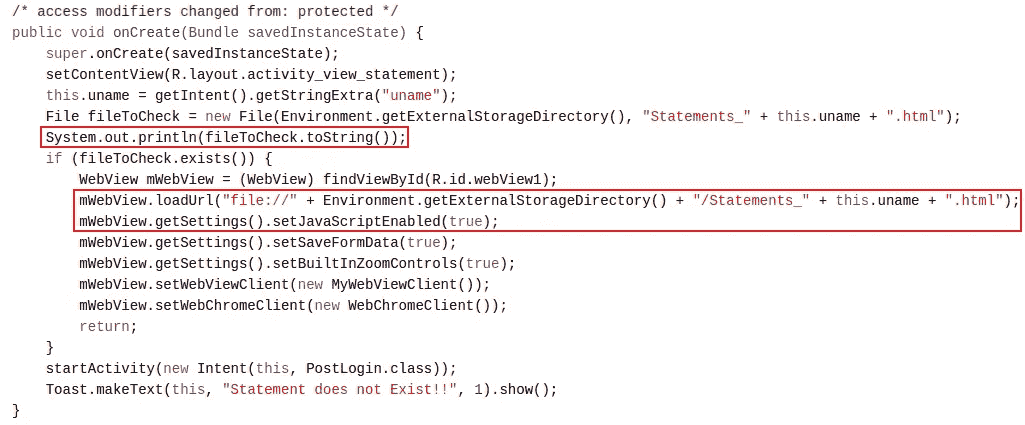 /* access modifiers changed from: protected */
public void onCreate(Bundle savedInstanceState) {
    super.onCreate(savedInstanceState);
    setContentView(R.layout.activity_view_statement);
    this.uname = getIntent().getStringExtra("uname");
    File fileToCheck = new File(Environment.getExternalStorageDirectory(), "Statements_" + this.uname + ".html");
    System.out.println(fileToCheck.toString());
    if (fileToCheck.exists()) {
        WebView mWebView = (WebView) findViewById(R.id.webView1);
        mWebView.loadUrl("file://" + Environment.getExternalStorageDirectory() + "/Statements_" + this.uname + ".html");
        mWebView.getSettings().setJavaScriptEnabled(true);
        mWebView.getSettings().setSaveFormData(true);
        mWebView.getSettings().setBuiltInZoomControls(true);
        mWebView.setWebViewClient(new MyWebViewClient());
        mWebView.setWebChromeClient(new WebChromeClient());
        return;
    }
    startActivity(new Intent(this, PostLogin.class));
    Toast.makeText(this, "Statement does not Exist!!", 1).show();
}